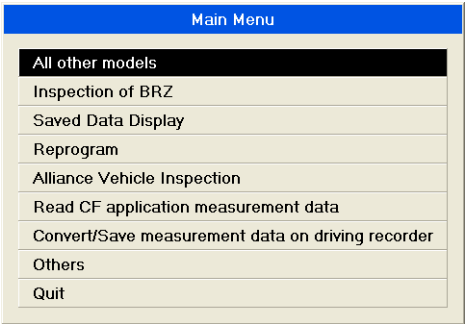 Main Menu
All other models
Inspection of BRZ
Saved Data Display
Reprogram
Alliance Vehicle Inspection
Read CF application measurement data
Convert/Save measurement data on driving recorder
Others
Quit